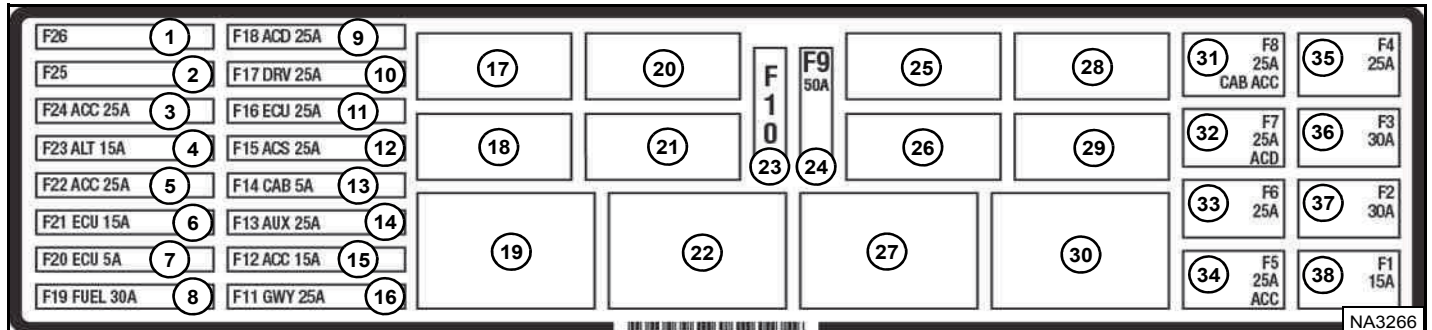 F26 1
F25 2
F24 ACC 25A 3
F23 ALT 15A 4
F22 ACC 25A 5
F21 ECU 15A 6
F20 ECU 5A 7
F19 FUEL 30A 8
F18 ACD 25A 9
F17 DRV 25A 10
F16 ECU 25A 11
F15 ACS 25A 12
F14 CAB 5A 13
F13 AUX 25A 14
F12 ACC 15A 15
F11 GWY 25A 16
17
18
19
20
21
22
F10
23
F9
50A
24
25
26
27
28
29
30
31 F8
25A
CAB ACC
32 F7
25A
ACD
33 F6
25A
34 F5
25A
ACC
35 F4
25A
36 F3
30A
37 F2
30A
38 F1
15A
NA3266